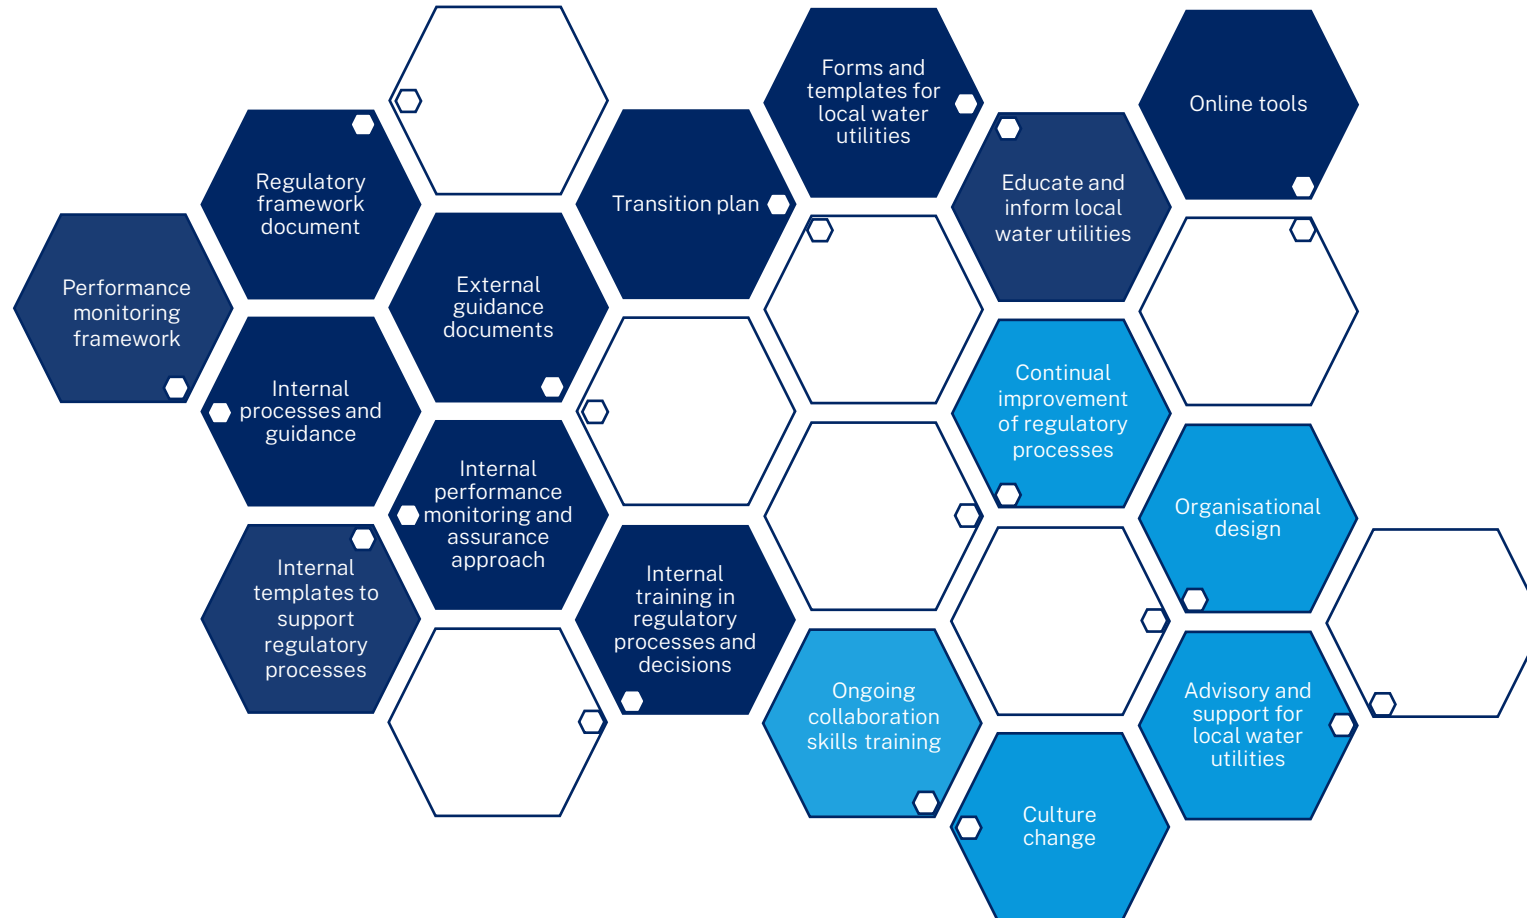 Forms and
templates for
local water
utilities
Online tools
Regulatory
framework
document
Transition plan
Educate and
inform local
water utilities
Performance
monitoring
framework
External
guidance
documents
Internal
processes and
guidance
Continual
improvement
of regulatory
processes
Internal
performance
monitoring and
assurance
approach
Organisational
design
Internal
templates to
support
regulatory
processes
Internal
training in
regulatory
processes and
decisions
Ongoing
collaboration
skills training
Advisory and
support for
local water
utilities
Culture
change